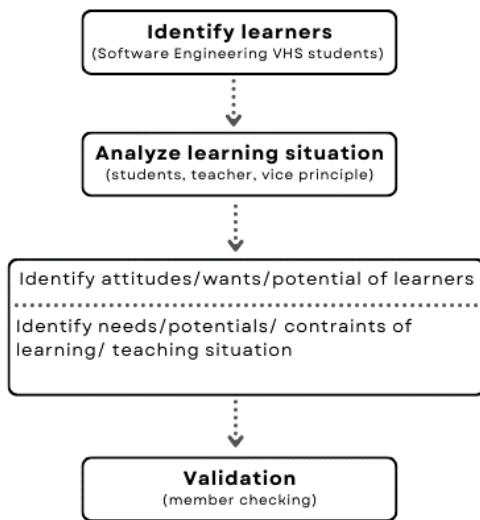 Identify learners
(Software Engineering VHS students)
Analyze learning situation
(students, teacher, vice principle)
Identify attitudes/wants/potential of learners
Identify needs/potentials/ contraints of
learning/ teaching situation
Validation
(member checking)